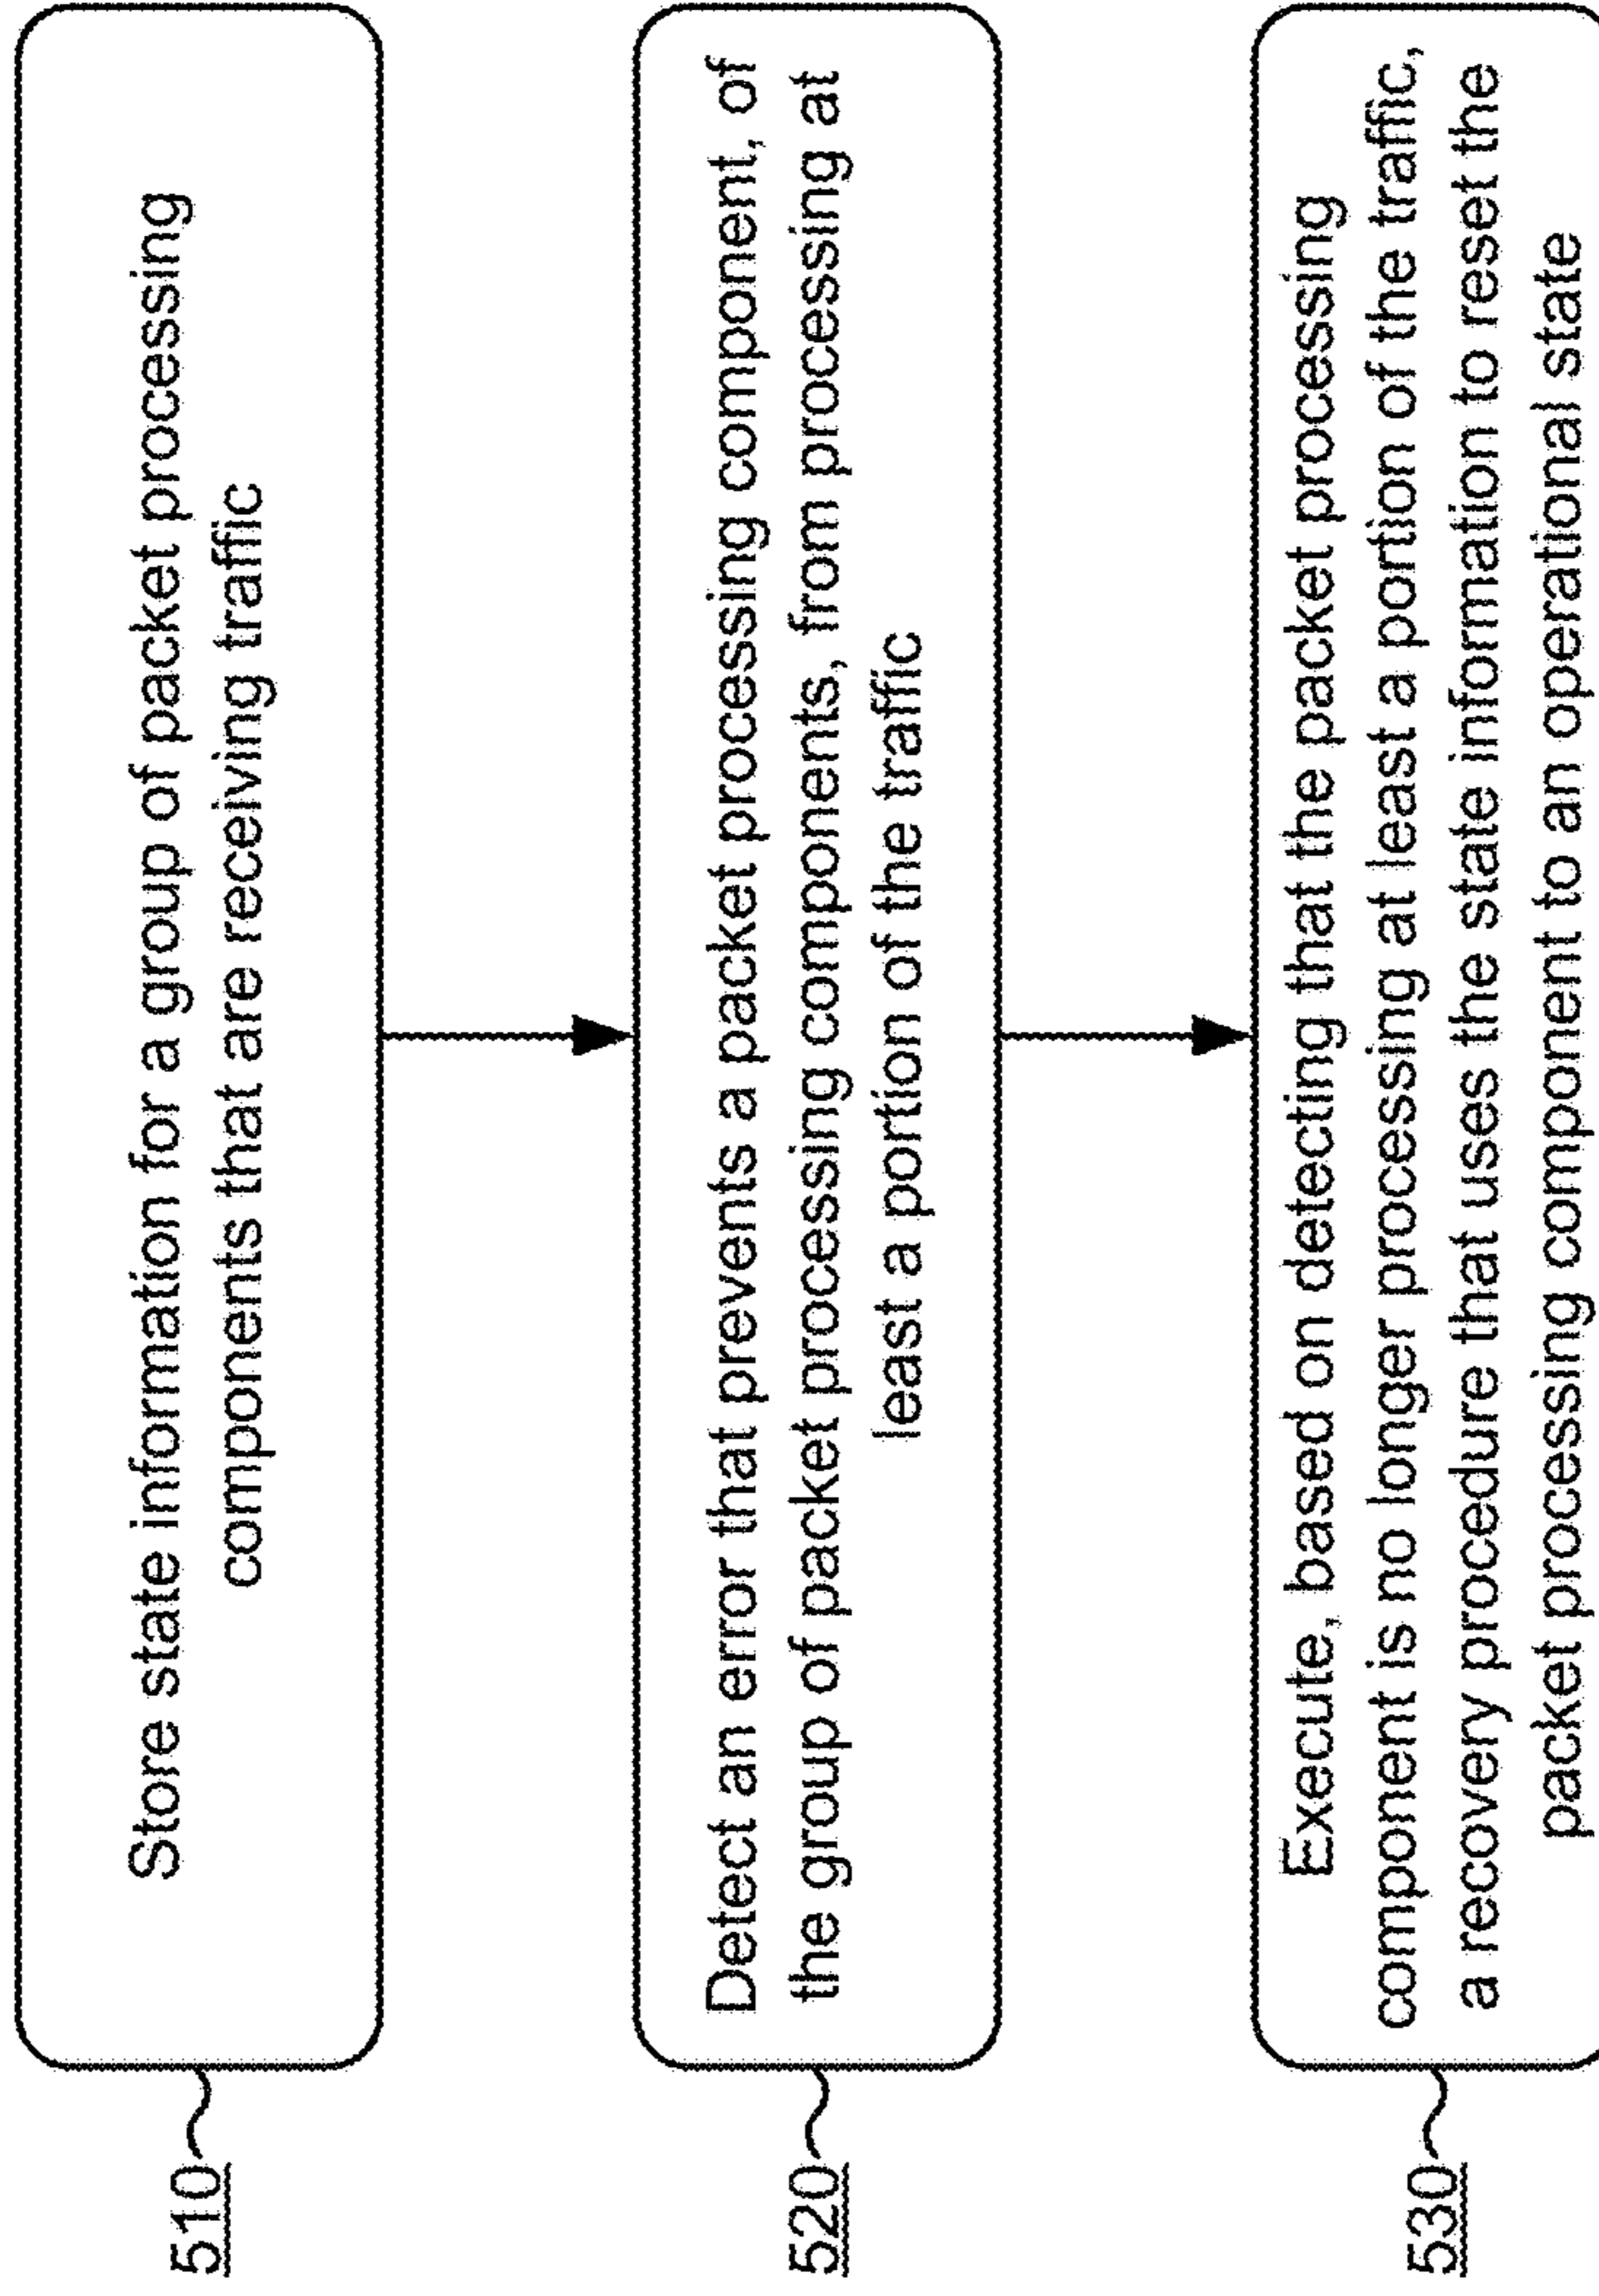 510
Store state information for a group of packet processing
components that are receiving traffic
520
Detect an error that prevents a packet processing component, of
the group of packet processing components, from processing at
least a portion of the traffic
530
Execute, based on detecting that the packet processing
component is no longer processing at least a portion of the traffic,
a recovery procedure that uses the state information to reset the
packet processing component to an operational state